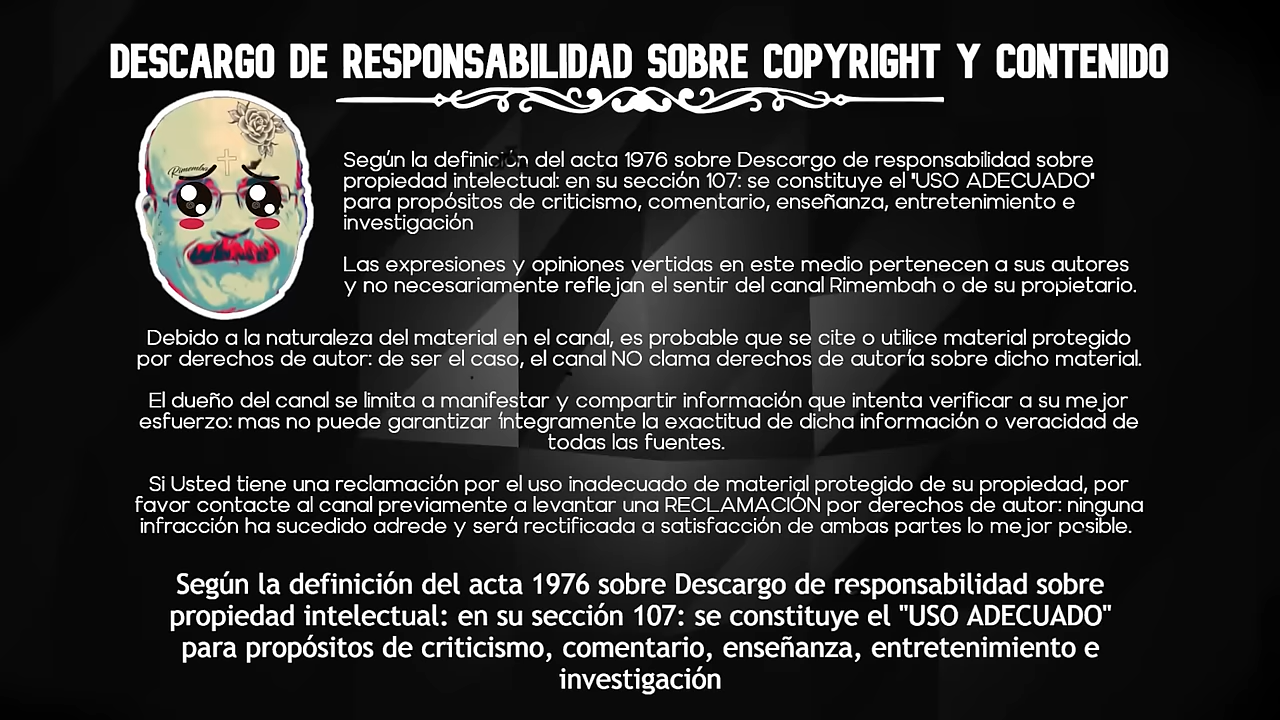 DESCARGO DE RESPONSABILIDAD SOBRE COPYRIGHT Y CONTENIDO
Rimembah
Según la definición del acta 1976 sobre Descargo de responsabilidad sobre
propiedad intelectual: en su sección 107: se constituye el "USO ADECUADO"
para propósitos de criticismo, comentario, enseñanza, entretenimiento e
investigación
Las expresiones y opiniones vertidas en este medio pertenecen a sus autores
y no necesariamente reflejan el sentir del canal Rimembah o de su propietario.
Debido a la naturaleza del material en el canal, es probable que se cite o utilice material protegido
por derechos de autor: de ser el caso, el canal NO clama derechos de autoría sobre dicho material.
El dueño del canal se limita a manifestar y compartir información que intenta verificar a su mejor
esfuerzo: mas no puede garantizar íntegramente la exactitud de dicha información o veracidad de
todas las fuentes.
Si Usted tiene una reclamación por el uso inadecuado de material protegido de su propiedad, por
favor contacte al canal previamente a levantar una RECLAMACIÓN por derechos de autor: ninguna
infracción ha sucedido adrede y será rectificada a satisfacción de ambas partes lo mejor posible.
Según la definición del acta 1976 sobre Descargo de responsabilidad sobre
propiedad intelectual: en su sección 107: se constituye el "USO ADECUADO"
para propósitos de criticismo, comentario, enseñanza, entretenimiento e
investigación